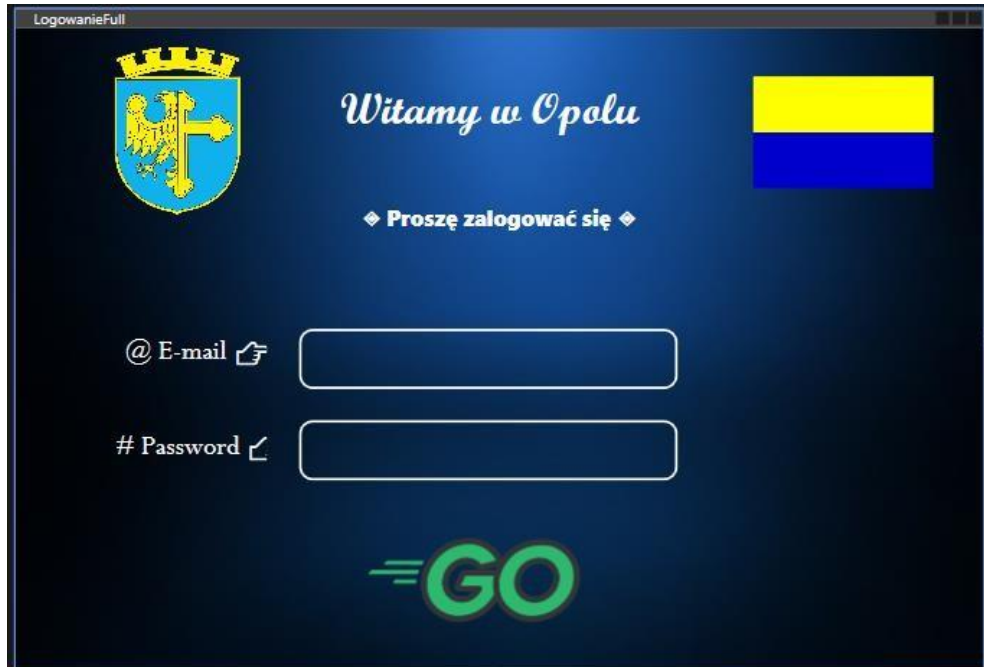 LogowanieFull
Witamy w Opolu
◈ Proszę zalogować się ◈
@ E-mail 👉
# Password
GO